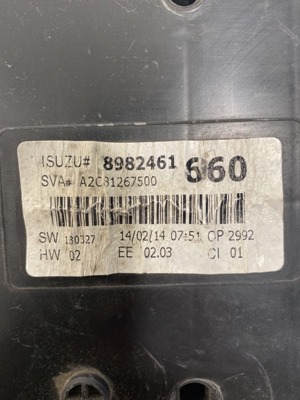 ISUZU# 8982461 660
SVA# A2C81267500
SW 130327 14/02/14 07:51 OP 2992
HW 02 EE 02.03 CI 01